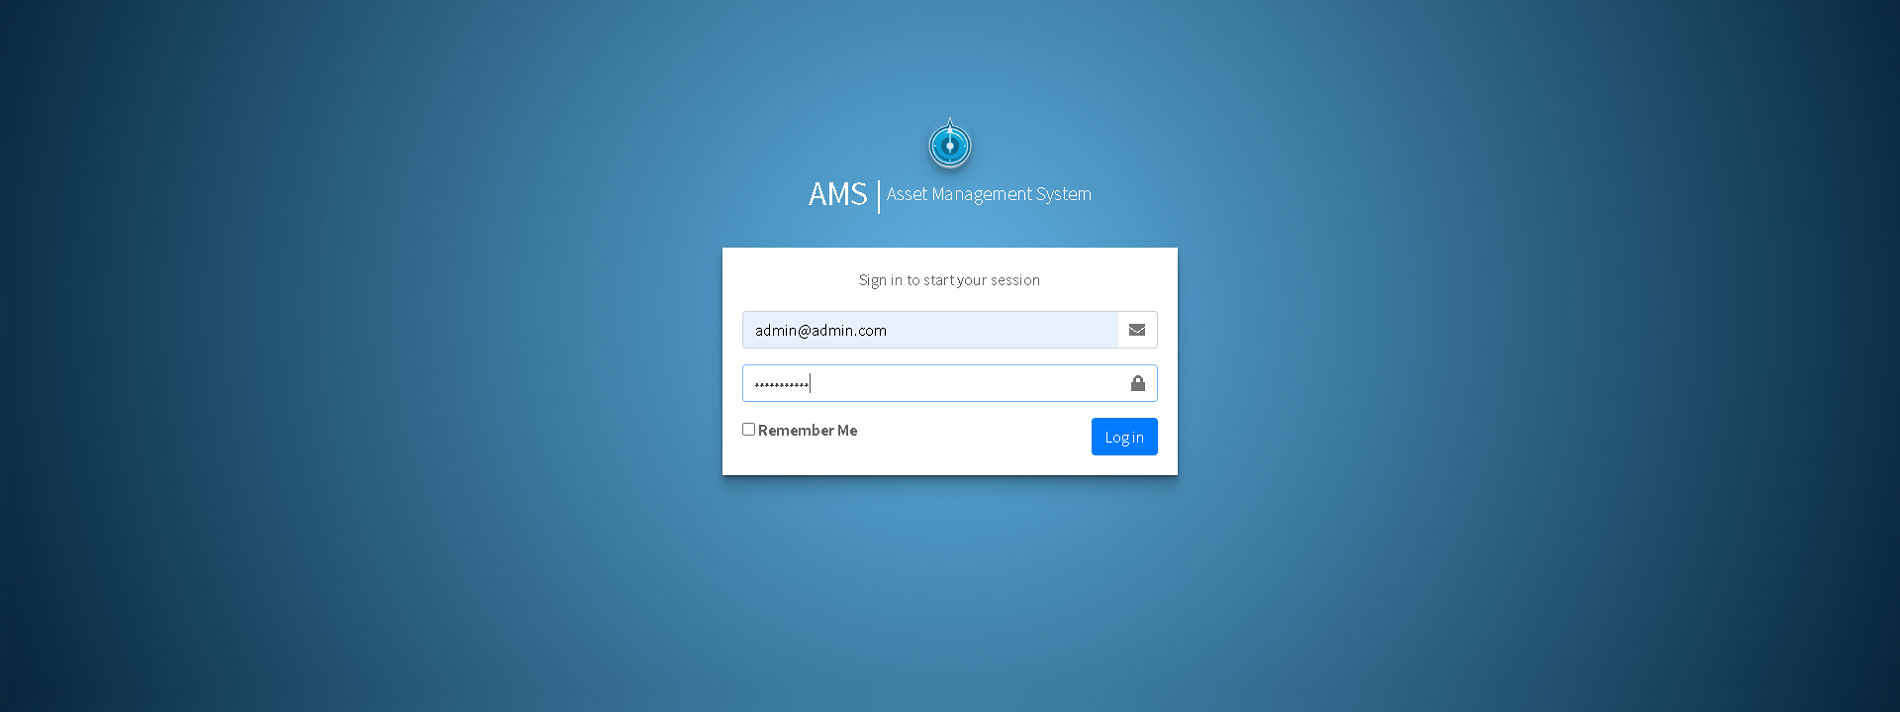 AMS | Asset Management System
Sign in to start your session
admin@admin.com
•••••••••••
Remember Me
Log in